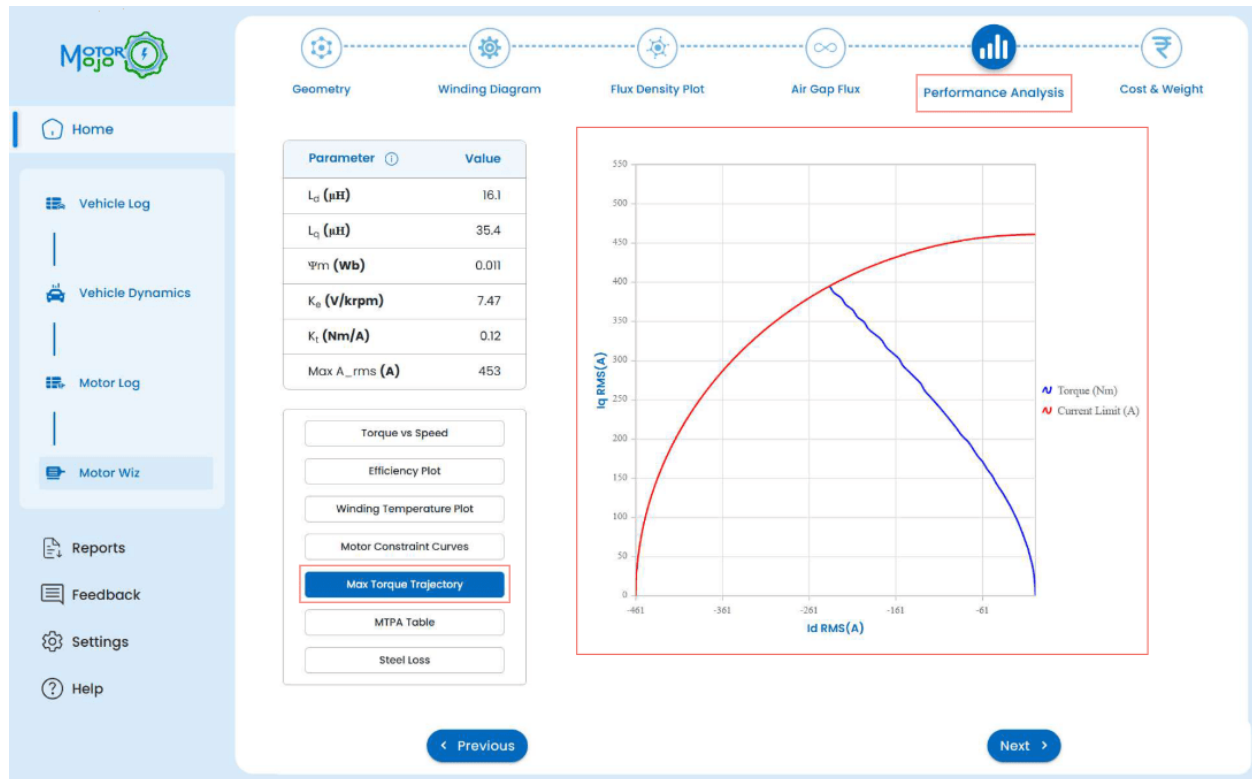 MOTOR
MOJO
Geometry
Winding Diagram
Flux Density Plot
Air Gap Flux
Performance Analysis
Cost & Weight
Home
Vehicle Log
Vehicle Dynamics
Motor Log
Motor Wiz
Reports
Feedback
Settings
Help
Parameter Value
Ld (μH) 16.1
Lq (μH) 35.4
Ψm (Wb) 0.011
Ke (V/krpm) 7.47
Kt (Nm/A) 0.12
Max A_rms (A) 453
Torque vs Speed
Efficiency Plot
Winding Temperature Plot
Motor Constraint Curves
Max Torque Trajectory
MTPA Table
Steel Loss
550
500
450
400
350
300
250
200
150
100
50
0
Iq RMS(A)
-461 -361 -261 -161 -61
Id RMS(A)
Torque (Nm)
Current Limit (A)
Previous
Next